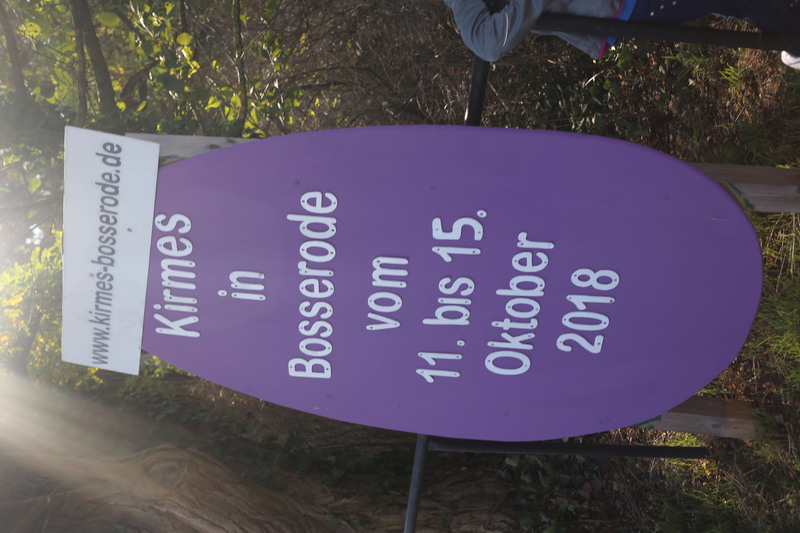 www.kirmes-bosserode.de
Kirmes
in
Bosserode
vom
11. bis 15.
Oktober
2018